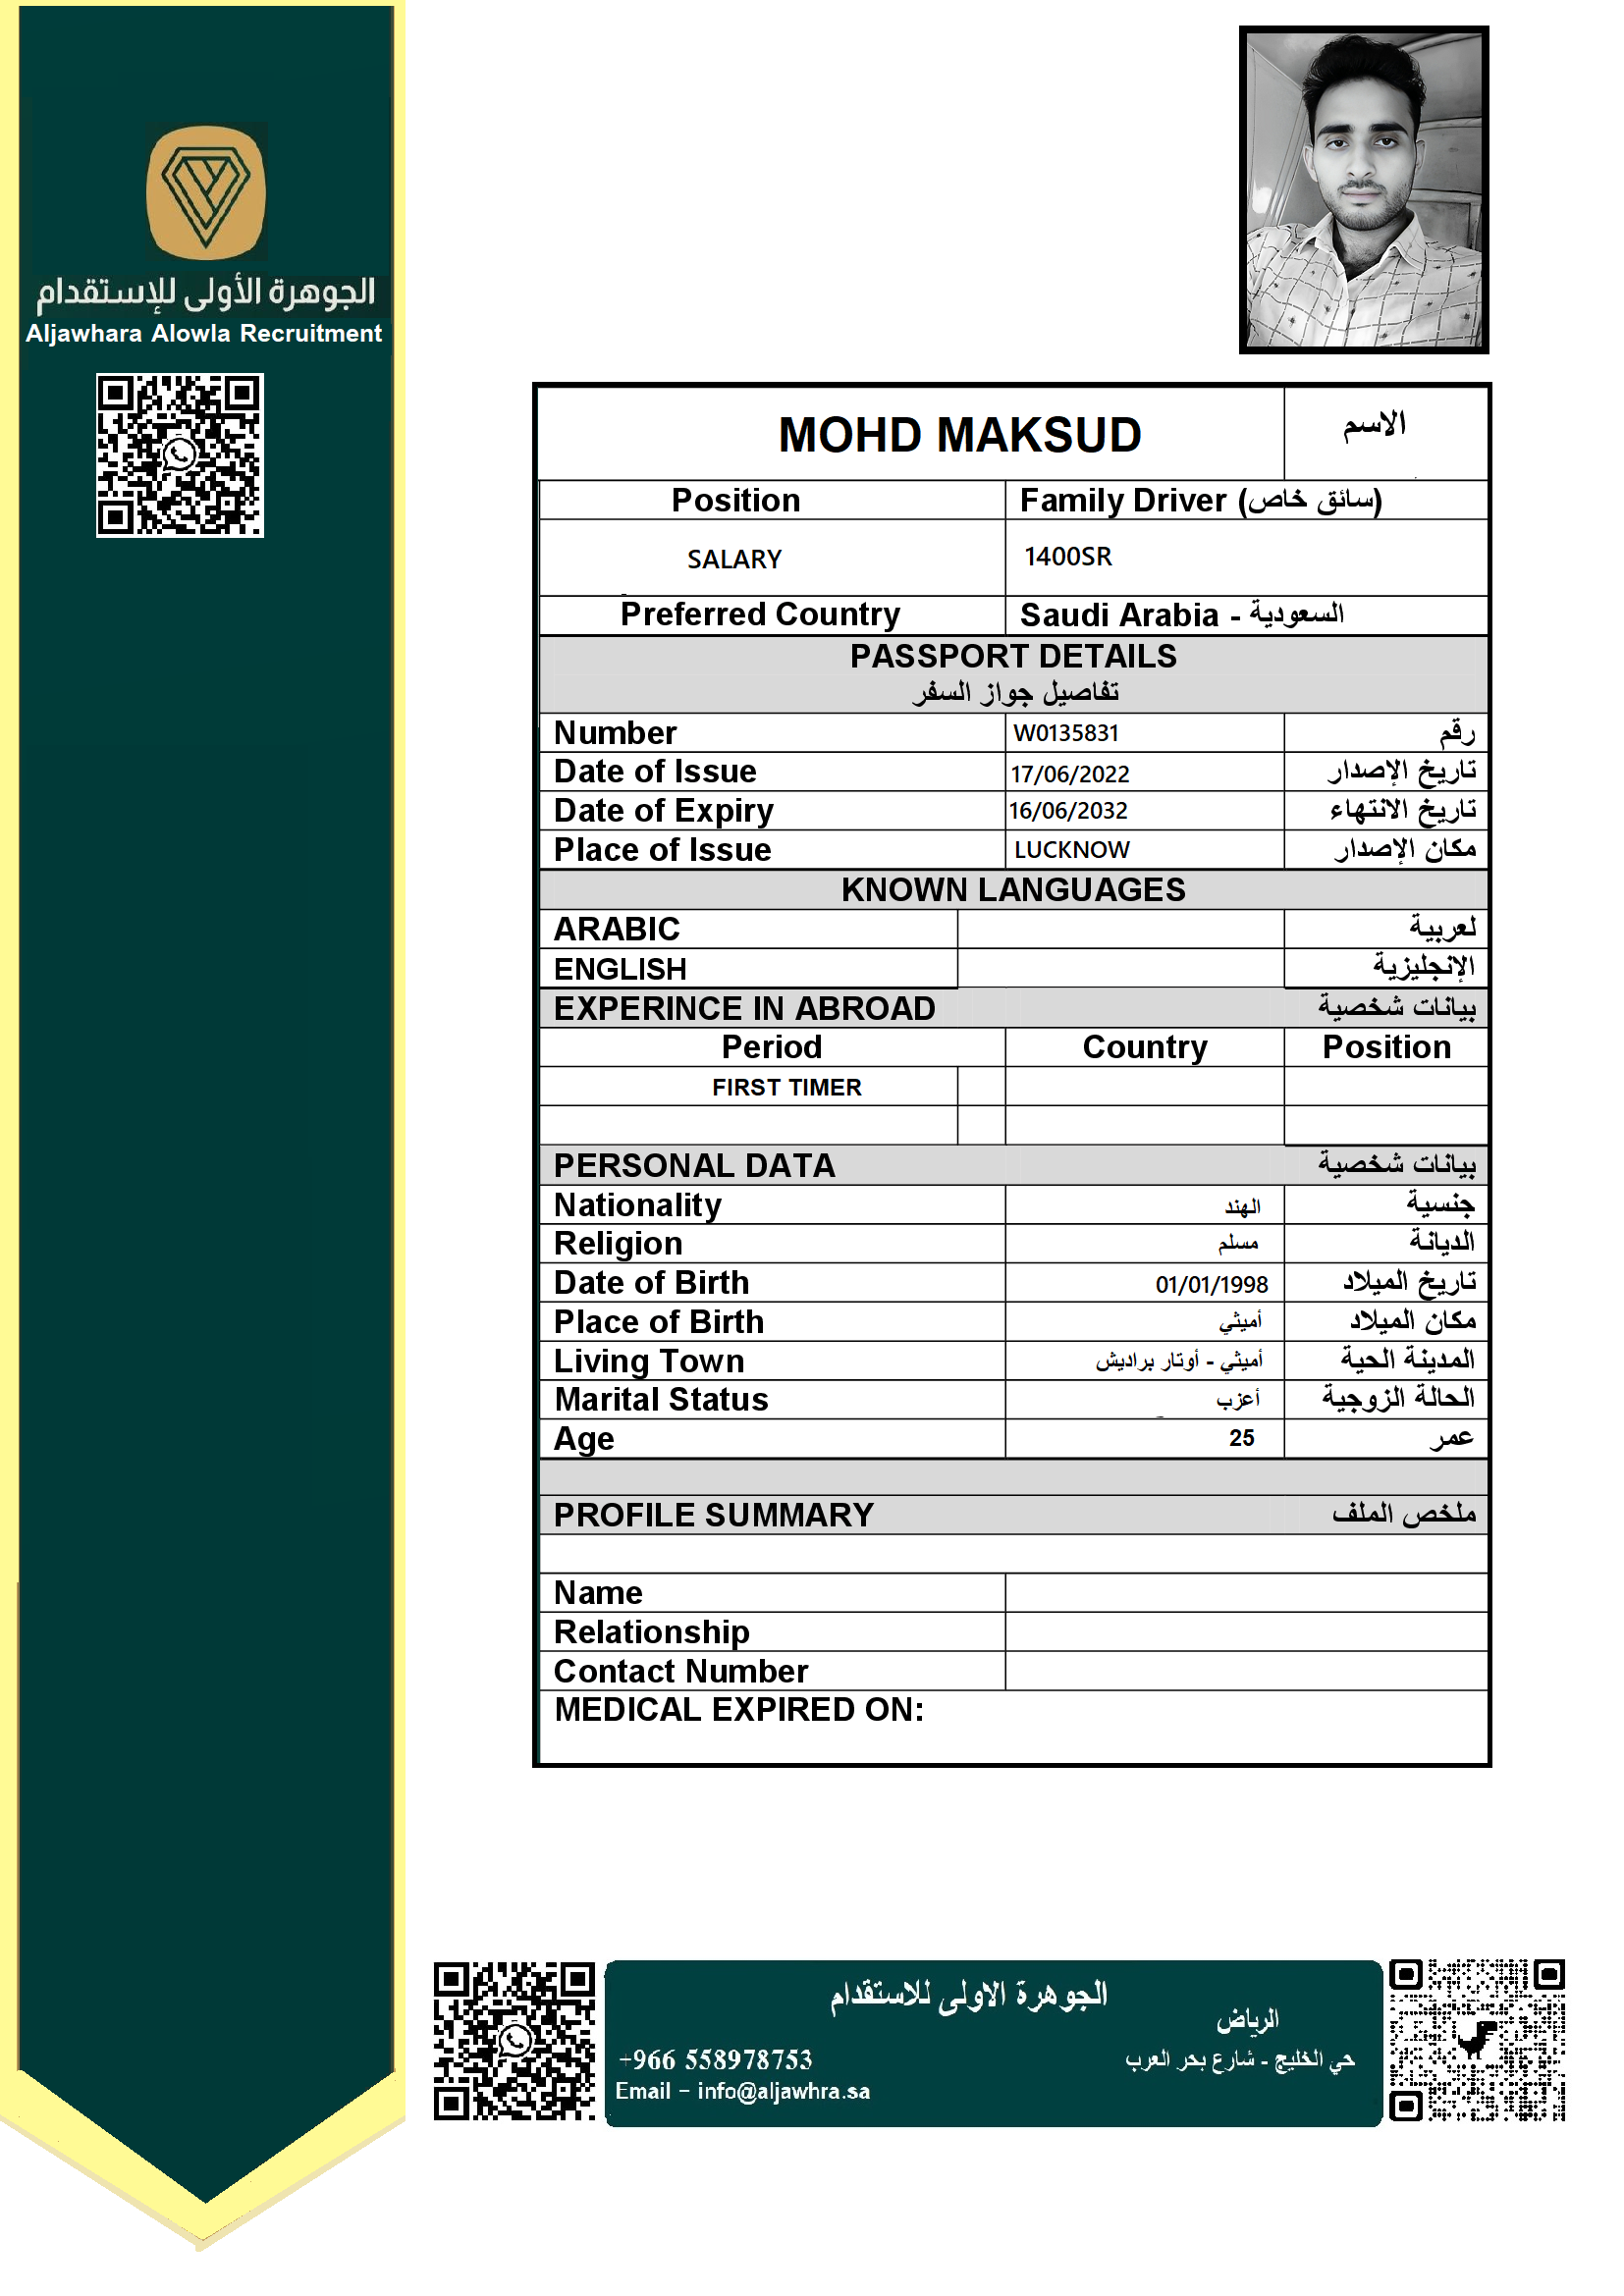 الجوهرة الأولى للإستقدام
Aljawhara Alowla Recruitment
MOHD MAKSUD الاسم
Position Family Driver (سائق خاص)
SALARY 1400SR
Preferred Country Saudi Arabia - السعودية
PASSPORT DETAILS
تفاصيل جواز السفر
Number W0135831 رقم
Date of Issue 17/06/2022 تاريخ الإصدار
Date of Expiry 16/06/2032 تاريخ الانتهاء
Place of Issue LUCKNOW مكان الإصدار
KNOWN LANGUAGES
ARABIC لعربية
ENGLISH الإنجليزية
EXPERINCE IN ABROAD بيانات شخصية
Period Country Position
FIRST TIMER
PERSONAL DATA بيانات شخصية
Nationality الهند جنسية
Religion مسلم الديانة
Date of Birth 01/01/1998 تاريخ الميلاد
Place of Birth أميثي مكان الميلاد
Living Town أميثي - أوتار براديش المدينة الحية
Marital Status أعزب الحالة الزوجية
Age 25 عمر
PROFILE SUMMARY ملخص الملف
Name
Relationship
Contact Number
MEDICAL EXPIRED ON:
الجوهرة الاولى للاستقدام
الرياض
+966 558978753 حي الخليج - شارع بحر العرب
Email - info@aljawhra.sa